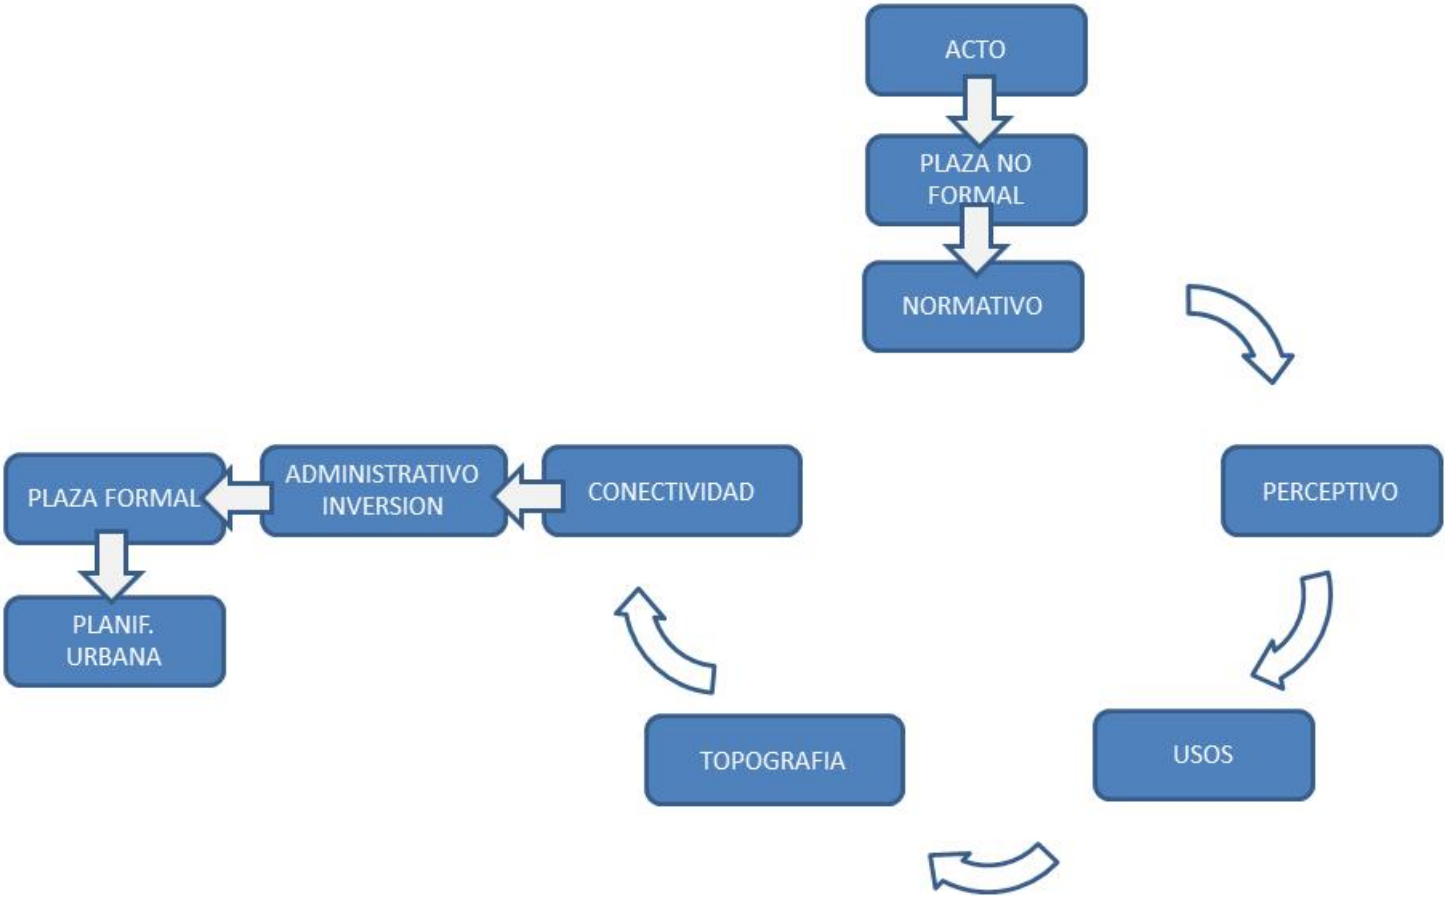 ACTO
PLAZA NO
FORMAL
NORMATIVO
PERCEPTIVO
USOS
TOPOGRAFIA
CONECTIVIDAD
ADMINISTRATIVO
INVERSION
PLAZA FORMAL
PLANIF.
URBANA